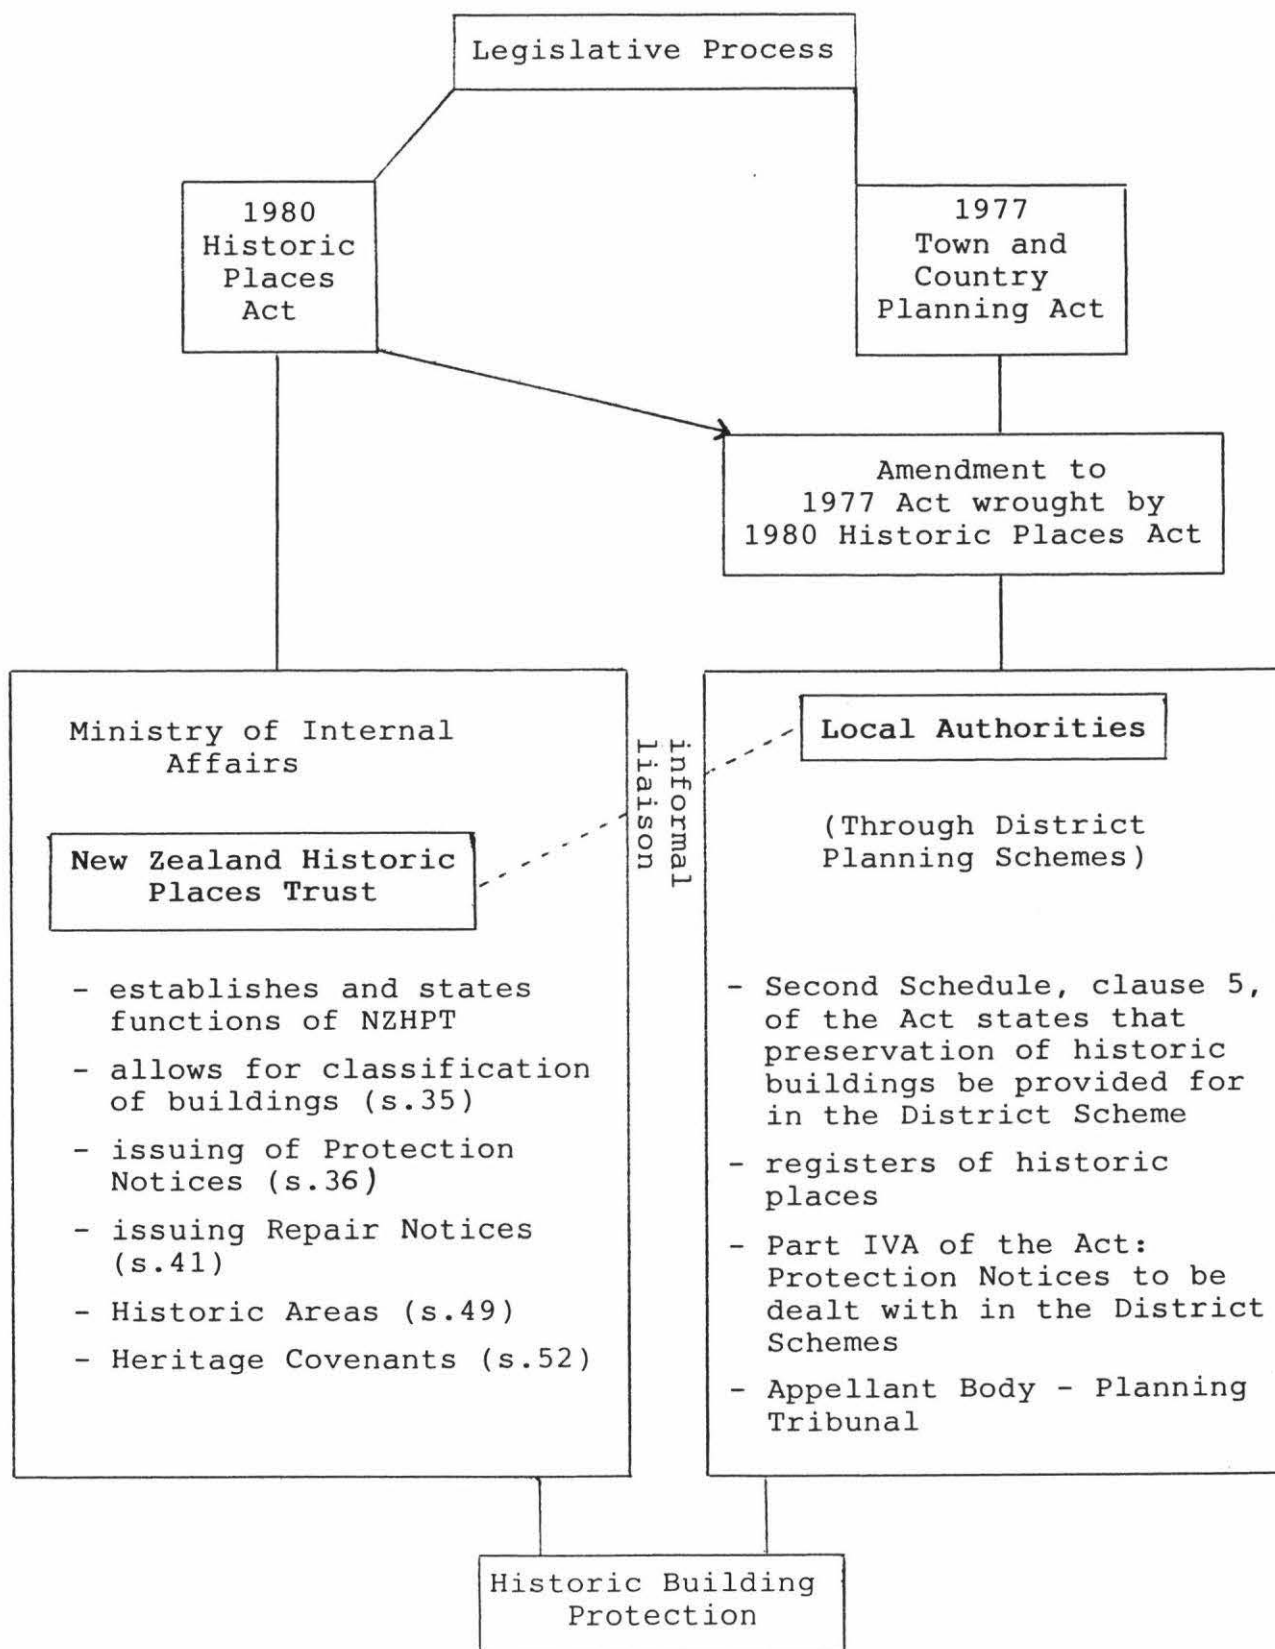 Legislative Process
1980
Historic
Places
Act
1977
Town and
Country
Planning Act
Amendment to
1977 Act wrought by
1980 Historic Places Act
Ministry of Internal
Affairs
New Zealand Historic
Places Trust
- establishes and states
functions of NZHPT
- allows for classification
of buildings (s.35)
- issuing of Protection
Notices (s.36)
- issuing Repair Notices
(s.41)
- Historic Areas (s.49)
- Heritage Covenants (s.52)
informal
liaison
Local Authorities
(Through District
Planning Schemes)
- Second Schedule, clause 5,
of the Act states that
preservation of historic
buildings be provided for
in the District Scheme
- registers of historic
places
- Part IVA of the Act:
Protection Notices to be
dealt with in the District
Schemes
- Appellant Body - Planning
Tribunal
Historic Building
Protection